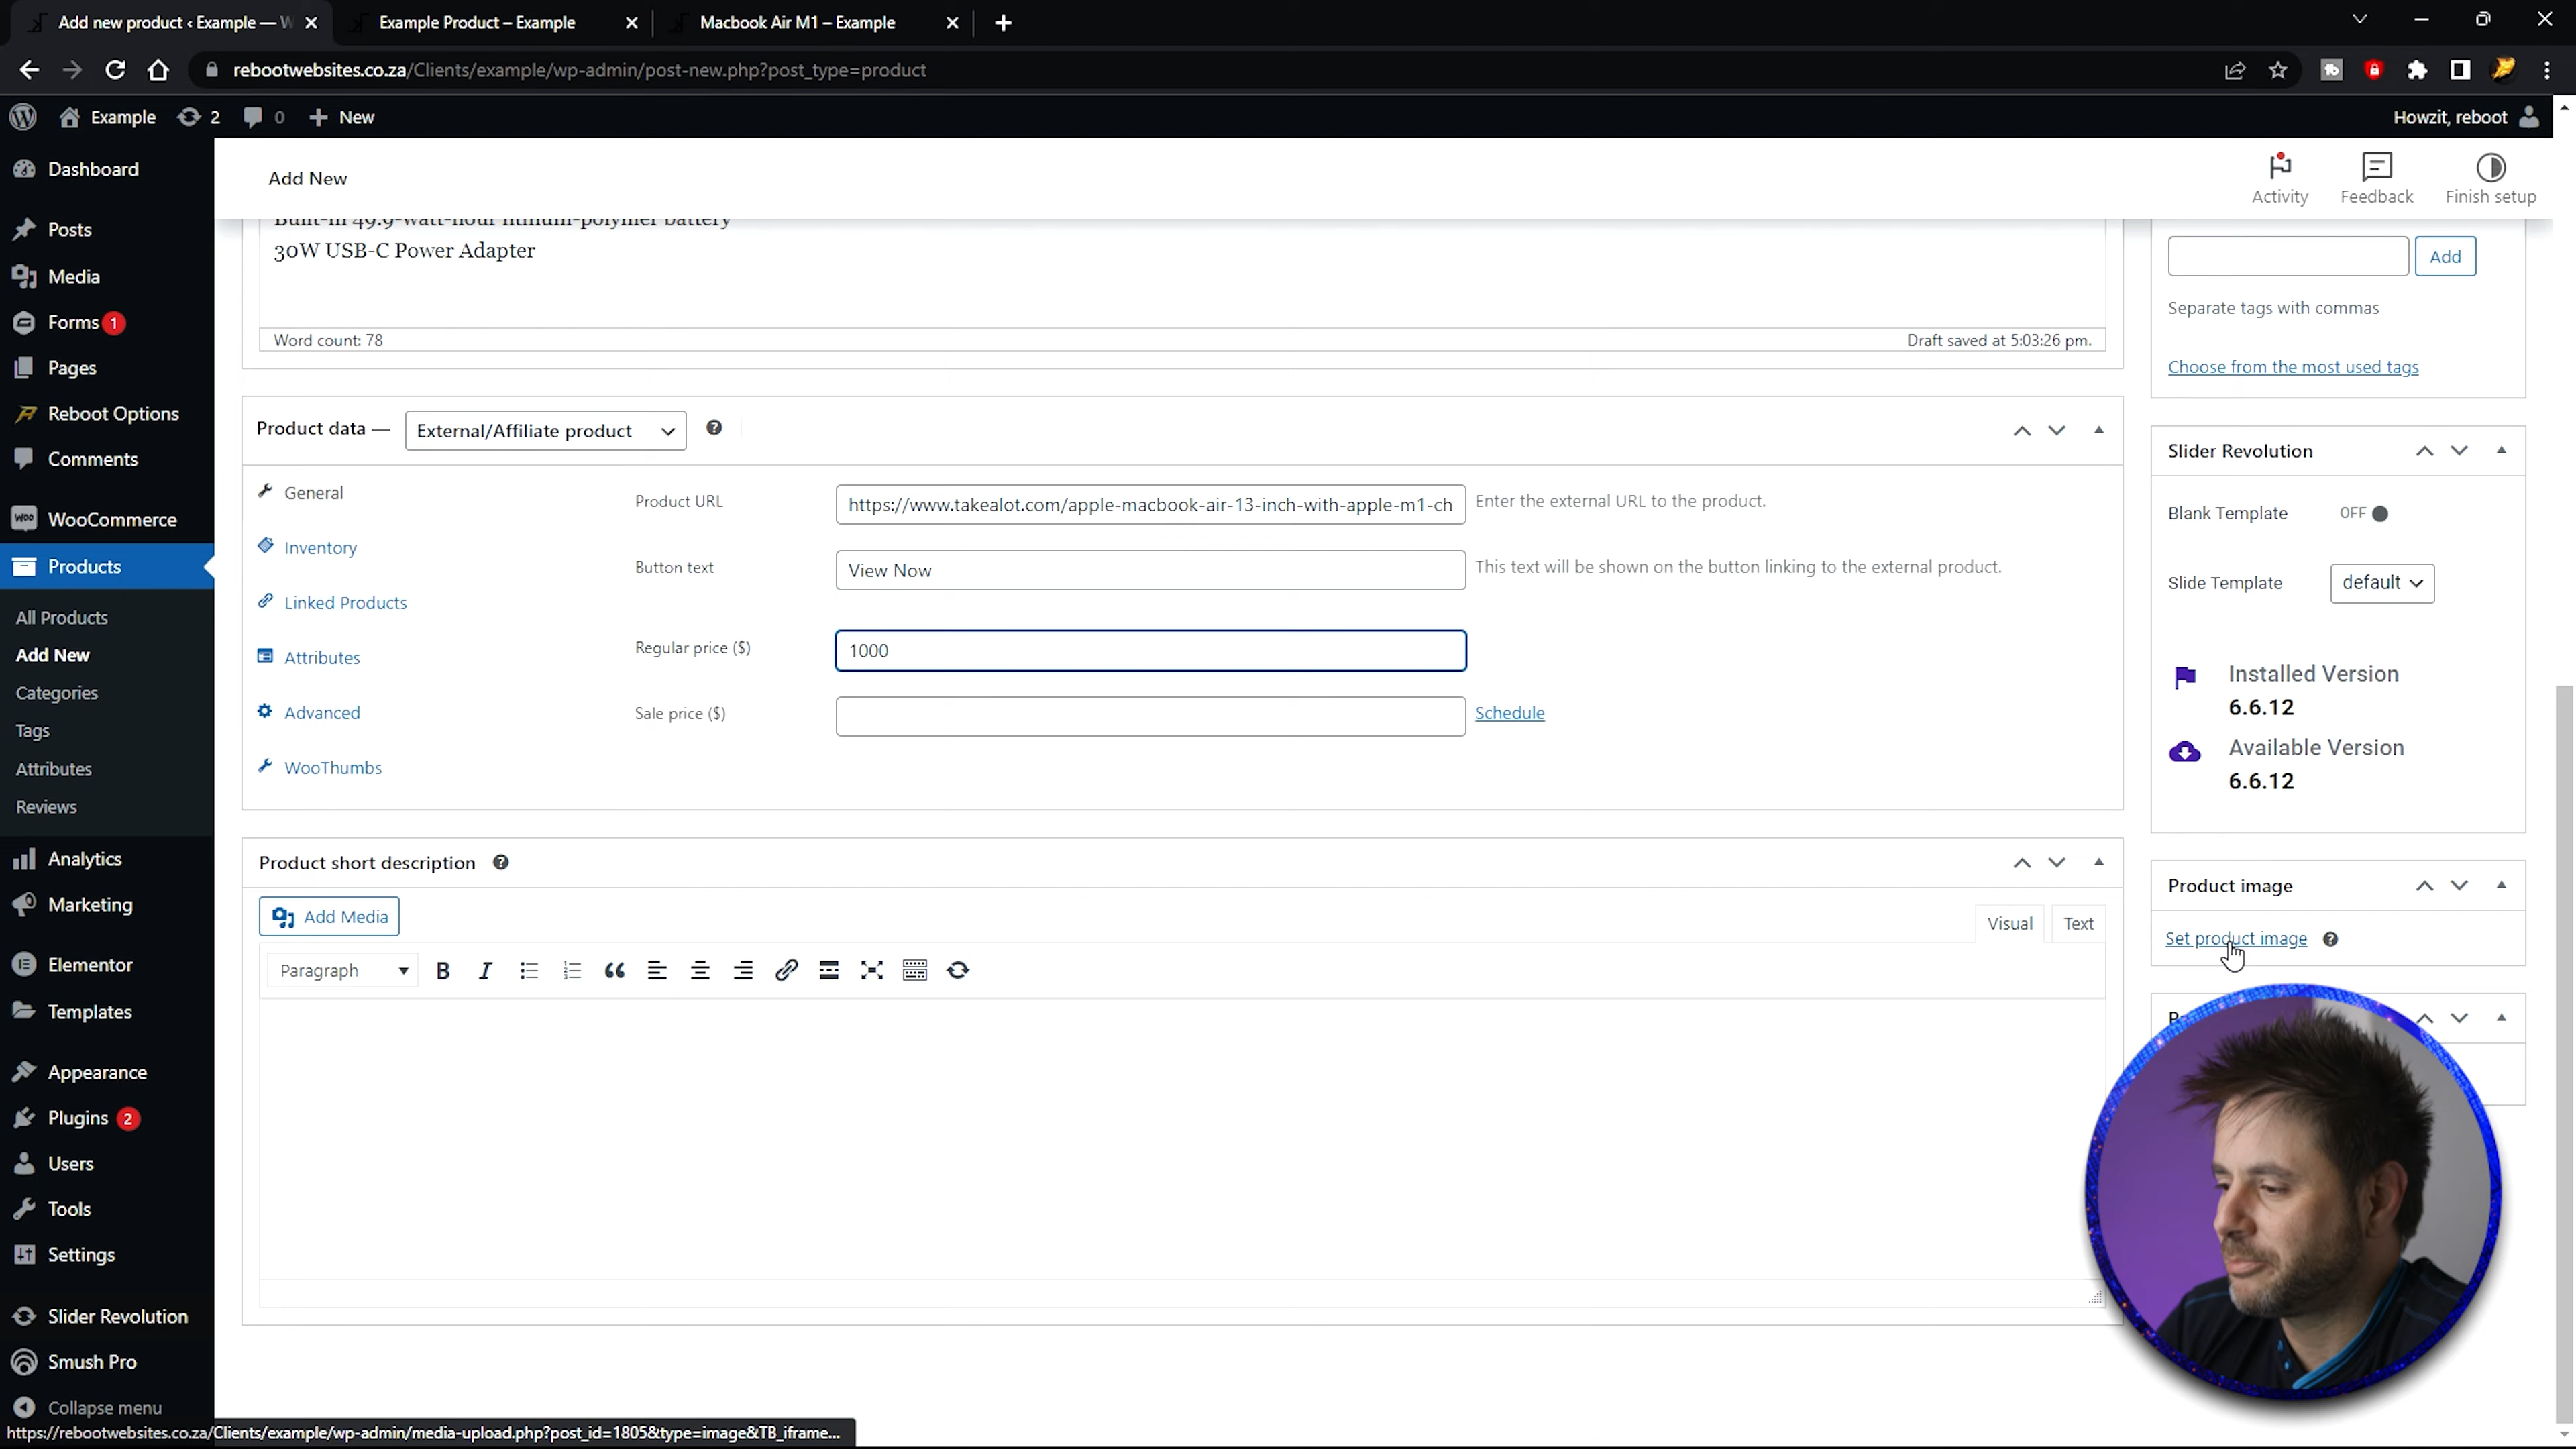 Add new product ‹ Example — W
Example Product – Example
Macbook Air M1 – Example
rebootwebsites.co.za/Clients/example/wp-admin/post-new.php?post_type=product
Example
2
0
New
Howzit, reboot
Dashboard
Posts
Media
Forms 1
Pages
Reboot Options
Comments
WooCommerce
Products
All Products
Add New
Categories
Tags
Attributes
Reviews
Analytics
Marketing
Elementor
Templates
Appearance
Plugins 2
Users
Tools
Settings
Slider Revolution
Smush Pro
Collapse menu
Add New
Activity
Feedback
Finish setup
Built-in 49.9-watt-hour lithium-polymer battery
30W USB-C Power Adapter
Word count: 78
Draft saved at 5:03:26 pm.
Product data —
External/Affiliate product
General
Inventory
Linked Products
Attributes
Advanced
WooThumbs
Product URL
https://www.takealot.com/apple-macbook-air-13-inch-with-apple-m1-ch
Enter the external URL to the product.
Button text
View Now
This text will be shown on the button linking to the external product.
Regular price ($)
1000
Sale price ($)
Schedule
Product short description
Add Media
Visual
Text
Paragraph
Add
Separate tags with commas
Choose from the most used tags
Slider Revolution
Blank Template
OFF
Slide Template
default
Installed Version
6.6.12
Available Version
6.6.12
Product image
Set product image
https://rebootwebsites.co.za/Clients/example/wp-admin/media-upload.php?post_id=1805&type=image&TB_iframe...